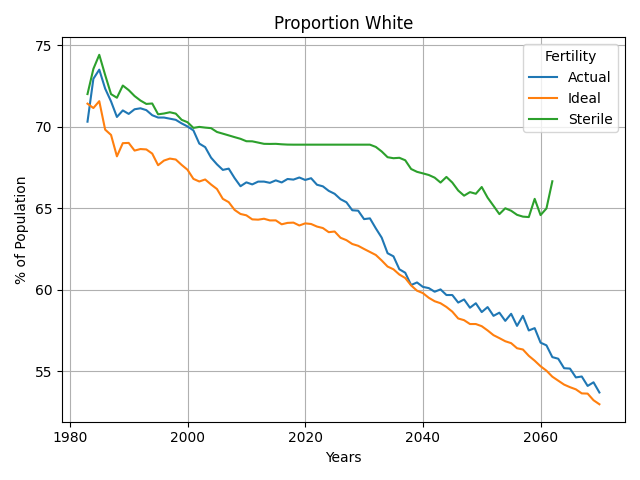 Proportion White
75
70
65
60
55
% of Population
1980
2000
2020
2040
2060
Years
Fertility
Actual
Ideal
Sterile